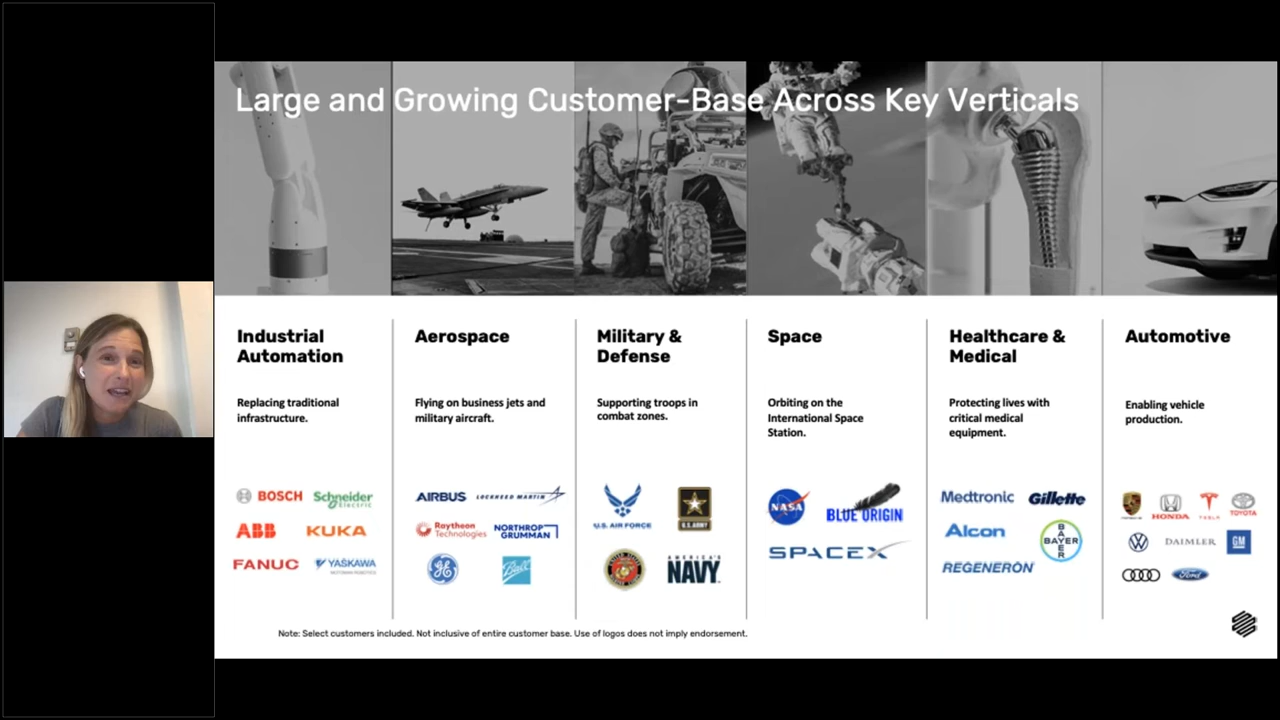 Large and Growing Customer-Base Across Key Verticals
Industrial
Automation
Replacing traditional
infrastructure.
BOSCH
Schneider
Electric
ABB
KUKA
FANUC
YASKAWA
Aerospace
Flying on business jets and
military aircraft.
AIRBUS
LOCKHEED MARTIN
Raytheon
Technologies
NORTHROP
GRUMMAN
GE
Ball
Military &
Defense
Supporting troops in
combat zones.
U.S. AIR FORCE
U.S. ARMY
AMERICA'S
NAVY
Space
Orbiting on the
International Space
Station.
NASA
BLUE ORIGIN
SPACEX
Healthcare &
Medical
Protecting lives with
critical medical
equipment.
Medtronic
Gillette
Alcon
BAYER
BAYER
REGENERON
Automotive
Enabling vehicle
production.
HONDA
TESLA
TOYOTA
DAIMLER
GM
Ford
Note: Select customers included. Not inclusive of entire customer base. Use of logos does not imply endorsement.